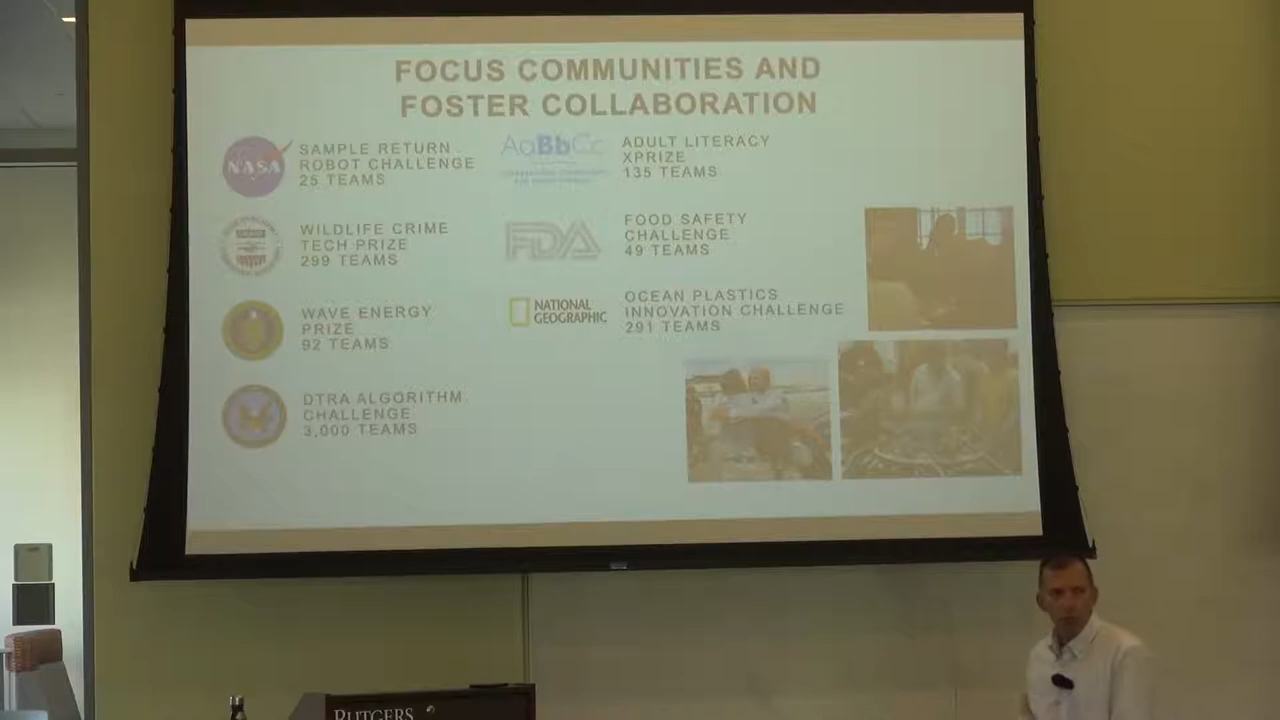 FOCUS COMMUNITIES AND
FOSTER COLLABORATION
NASA
SAMPLE RETURN
ROBOT CHALLENGE
25 TEAMS
WILDLIFE CRIME
TECH PRIZE
299 TEAMS
WAVE ENERGY
PRIZE
92 TEAMS
DTRA ALGORITHM
CHALLENGE
3,000 TEAMS
AaBbCc
ADULT LITERACY
XPRIZE
135 TEAMS
FDA
FOOD SAFETY
CHALLENGE
49 TEAMS
NATIONAL
GEOGRAPHIC
OCEAN PLASTICS
INNOVATION CHALLENGE
291 TEAMS
RUTGERS